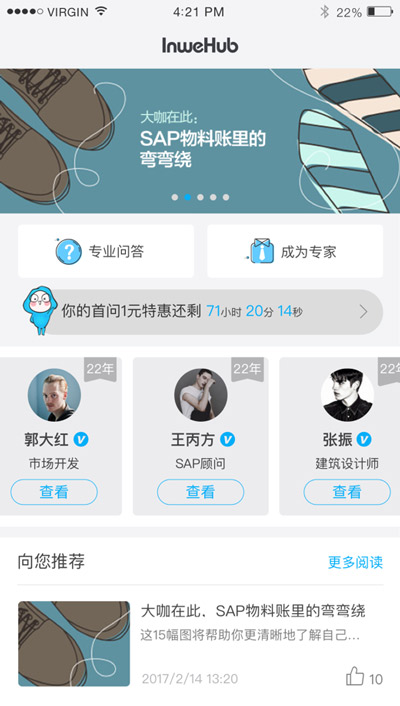 VIRGIN 4:21 PM 22%
InweHub
大咖在此：
SAP物料账里的
弯弯绕
专业问答 成为专家
你的首问1元特惠还剩 71小时 20分 14秒
22年 22年 22年
郭大红 王丙方 张振
市场开发 SAP顾问 建筑设计师
查看 查看 查看
向您推荐 更多阅读
大咖在此．SAP物料账里的弯弯绕
这15幅图将帮助你更清晰地了解自己...
2017/2/14 13:20 10